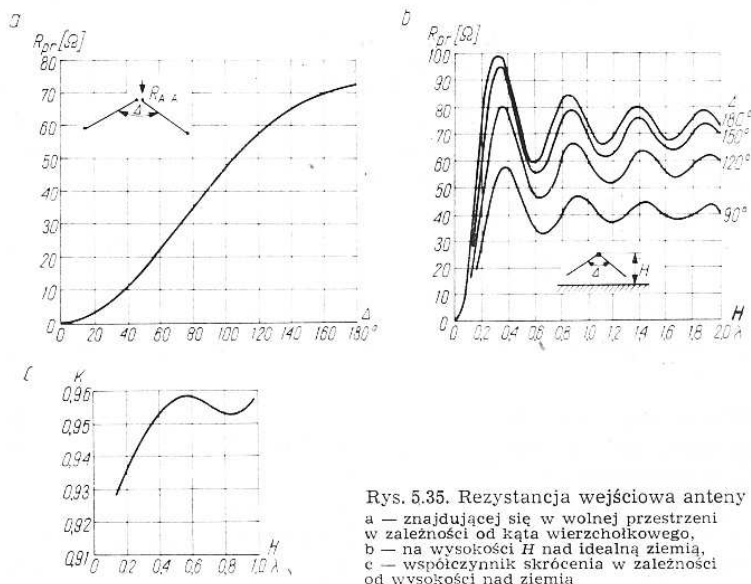 a
R_pr [Ω]
80
70
60
50
40
30
20
10
0
R_A-A
Δ
0 20 40 60 80 100 120 140 160 180°
Δ
b
R_pr [Ω]
100
90
80
70
60
50
40
30
20
10
0
Δ
180°
150°
120°
90°
Δ
H
0 0,2 0,4 0,6 0,8 1,0 1,2 1,4 1,6 1,8 2,0 λ
H
c
K
0,96
0,95
0,94
0,93
0,92
0,91
0 0,2 0,4 0,6 0,8 1,0 λ
H
Rys. 5.35. Rezystancja wejściowa anteny
a — znajdującej się w wolnej przestrzeni
w zależności od kąta wierzchołkowego,
b — na wysokości H nad idealną ziemią,
c — współczynnik skrócenia w zależności
od wysokości nad ziemią